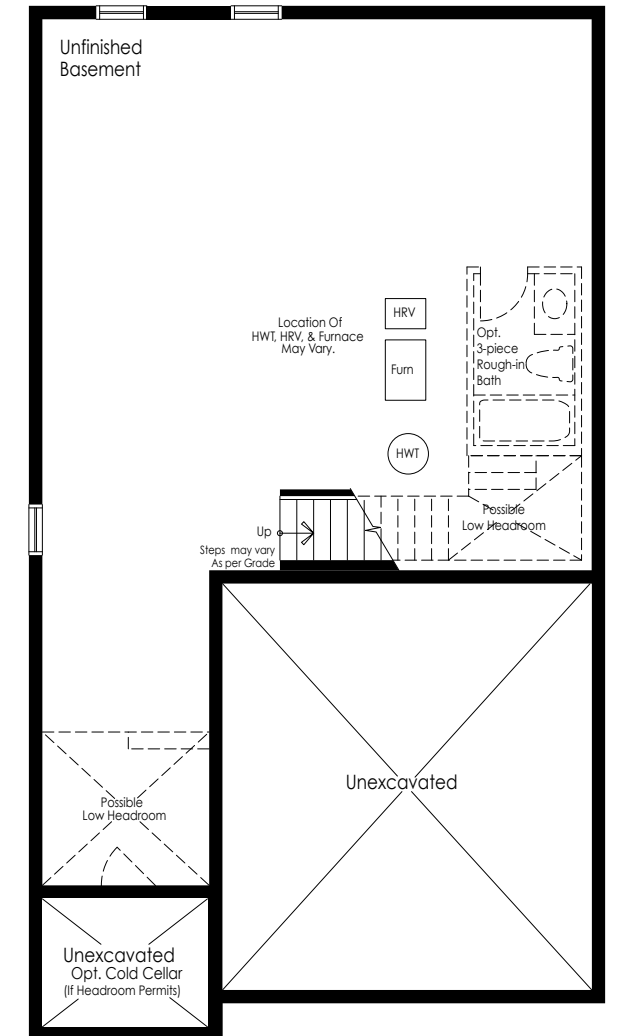 Unfinished
Basement
HRV
Location Of
HWT, HRV, & Furnace
May Vary.
Opt.
3-piece
Rough-in
Bath
Furn
HWT
Possible
Low Headroom
Up
Steps may vary
As per Grade
Unexcavated
Possible
Low Headroom
Unexcavated
Opt. Cold Cellar
(If Headroom Permits)